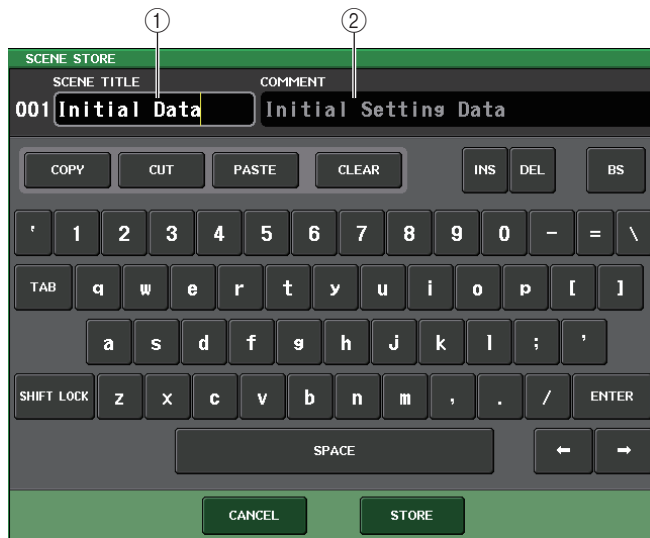 ① ②
SCENE STORE
SCENE TITLE COMMENT
001 Initial Data Initial Setting Data
COPY CUT PASTE CLEAR INS DEL BS
' 1 2 3 4 5 6 7 8 9 0 - = \
TAB q w e r t y u i o p [ ]
a s d f g h j k l ; '
SHIFT LOCK z x c v b n m , . / ENTER
SPACE ← →
CANCEL STORE